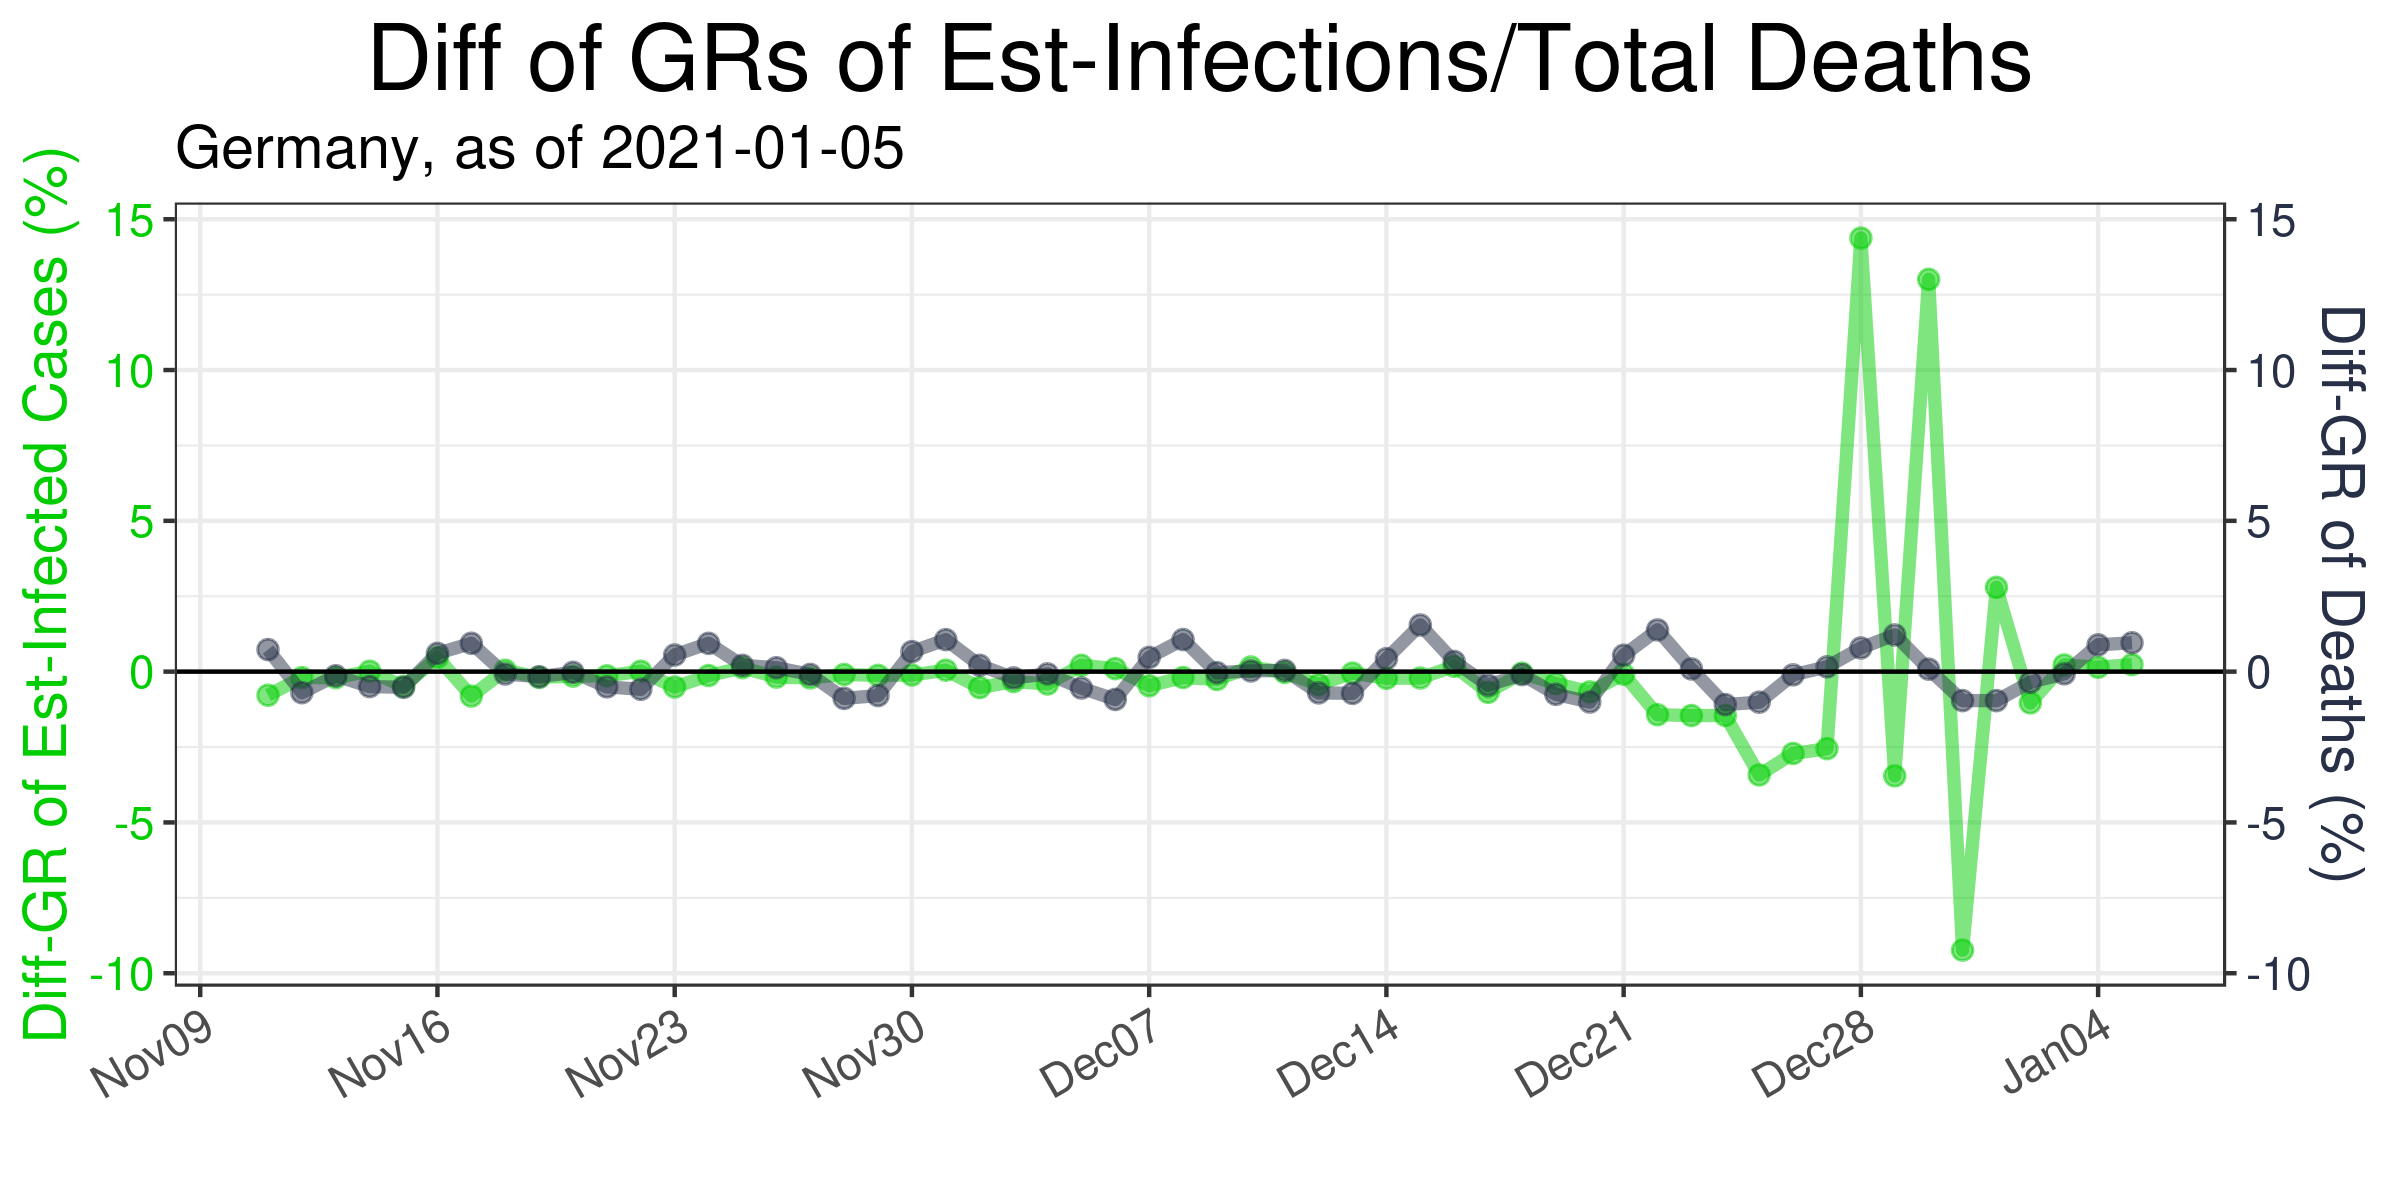 Diff of GRs of Est-Infections/Total Deaths
Germany, as of 2021-01-05
Diff-GR of Est-Infected Cases (%)
15
10
5
0
-5
-10
15
10
5
0
-5
-10
Diff-GR of Deaths (%)
Nov09
Nov16
Nov23
Nov30
Dec07
Dec14
Dec21
Dec28
Jan04